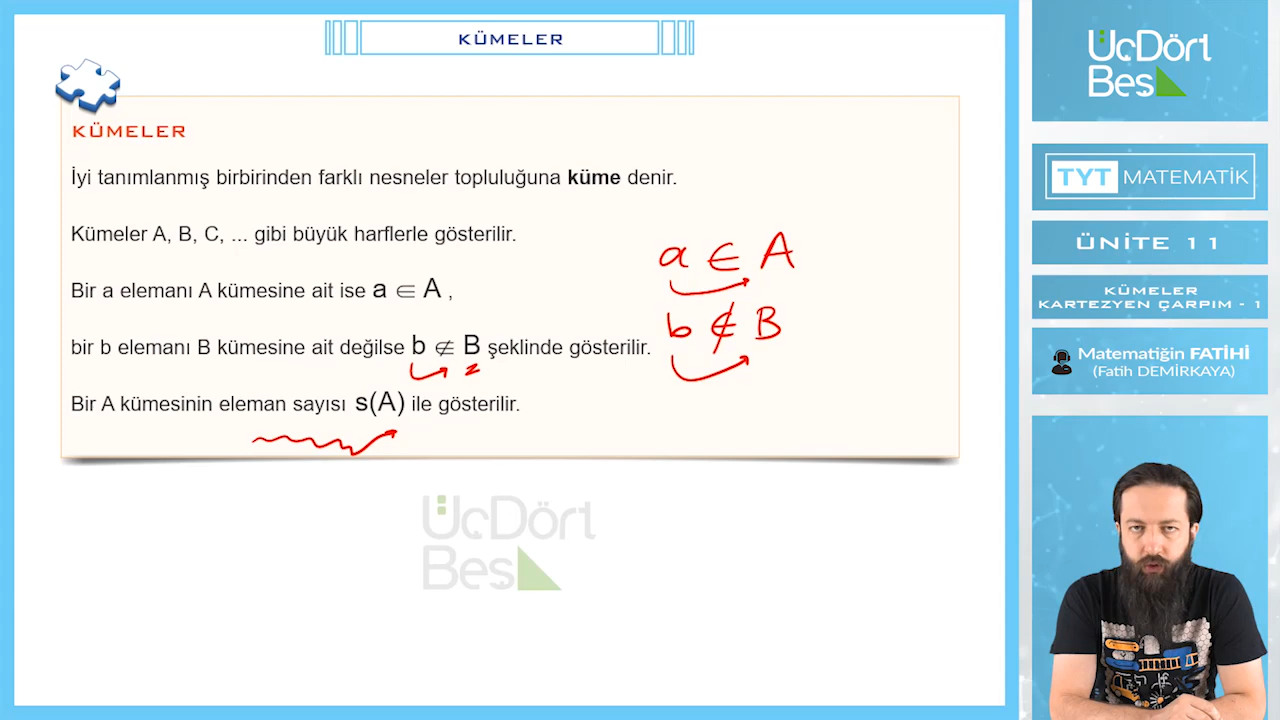 KÜMELER
KÜMELER
İyi tanımlanmış birbirinden farklı nesneler topluluğuna küme denir.
Kümeler A, B, C, ... gibi büyük harflerle gösterilir.
Bir a elemanı A kümesine ait ise a ∈ A ,
bir b elemanı B kümesine ait değilse b ∉ B şeklinde gösterilir.
Bir A kümesinin eleman sayısı s(A) ile gösterilir.
a ∈ A
b ∉ B
ÜçDört
Beş
ÜçDört
Beş
TYT MATEMATİK
ÜNİTE 11
KÜMELER
KARTEZYEN ÇARPIM - 1
Matematiğin FATİHİ
(Fatih DEMİRKAYA)